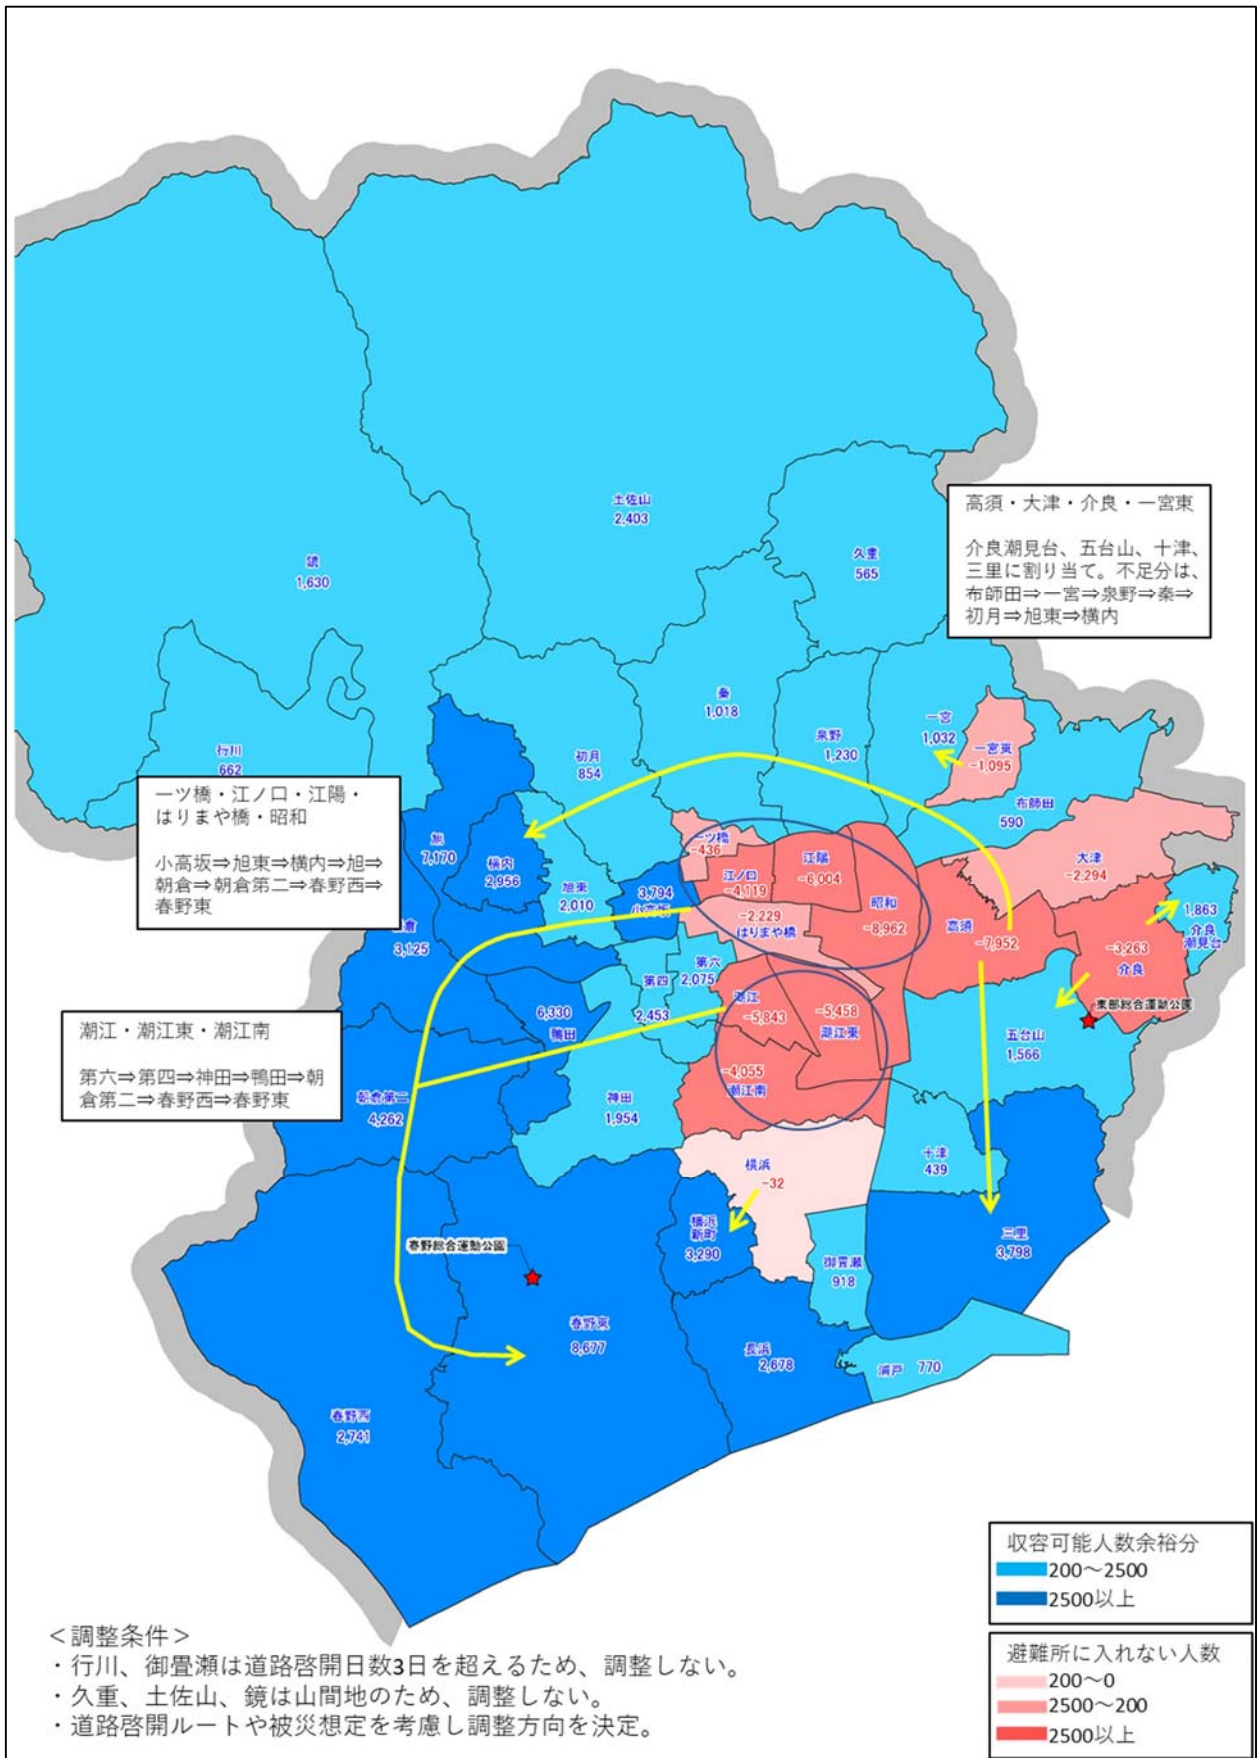 土佐山
2,403
久重
565
鏡
1,630
高須・大津・介良・一宮東
介良潮見台、五台山、十津、
三里に割り当て。不足分は、
布師田⇒一宮⇒泉野⇒秦⇒
初月⇒旭東⇒横内
秦
1,018
泉野
1,230
一宮
1,032
一宮東
-1,095
行川
662
初月
854
布師田
590
一ツ橋・江ノ口・江陽・
はりまや橋・昭和
小高坂⇒旭東⇒横内⇒旭⇒
朝倉⇒朝倉第二⇒春野西⇒
春野東
旭
7,170
横内
2,956
旭東
2,010
3,794
小高坂
一ツ橋
-436
江ノ口
-4,119
江陽
-6,004
昭和
-8,962
-2,229
はりまや橋
高須
-7,952
大津
-2,294
1,863
介良
潮見台
-3,263
介良
東部総合運動公園
倉
3,125
第六
2,075
第四
2,453
6,330
鴨田
潮江
-5,843
-5,458
潮江東
-4,055
潮江南
五台山
1,566
潮江・潮江東・潮江南
第六⇒第四⇒神田⇒鴨田⇒朝
倉第二⇒春野西⇒春野東
朝倉第二
4,262
神田
1,954
十津
439
横浜
-32
横浜
新町
3,290
御畳瀬
918
三里
3,798
春野総合運動公園
春野東
8,677
長浜
2,678
浦戸 770
春野西
2,741
収容可能人数余裕分
200～2500
2500以上
避難所に入れない人数
200～0
2500～200
2500以上
＜調整条件＞
・行川、御畳瀬は道路啓開日数3日を超えるため、調整しない。
・久重、土佐山、鏡は山間地のため、調整しない。
・道路啓開ルートや被災想定を考慮し調整方向を決定。